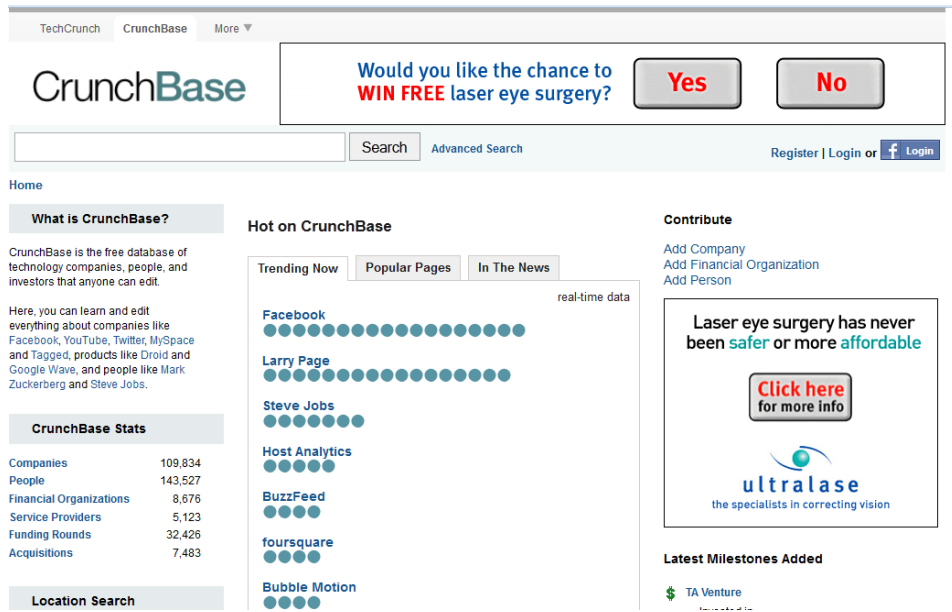 TechCrunch CrunchBase More ▼
CrunchBase
Would you like the chance to
WIN FREE laser eye surgery?
Yes
No
Search Advanced Search
Register | Login or f Login
Home
What is CrunchBase?
CrunchBase is the free database of
technology companies, people, and
investors that anyone can edit.
Here, you can learn and edit
everything about companies like
Facebook, YouTube, Twitter, MySpace
and Tagged, products like Droid and
Google Wave, and people like Mark
Zuckerberg and Steve Jobs.
CrunchBase Stats
Companies 109,834
People 143,527
Financial Organizations 8,676
Service Providers 5,123
Funding Rounds 32,426
Acquisitions 7,483
Location Search
Hot on CrunchBase
Trending Now Popular Pages In The News
real-time data
Facebook
Larry Page
Steve Jobs
Host Analytics
BuzzFeed
foursquare
Bubble Motion
Contribute
Add Company
Add Financial Organization
Add Person
Laser eye surgery has never
been safer or more affordable
Click here
for more info
ultralase
the specialists in correcting vision
Latest Milestones Added
$ TA Venture
Invested in